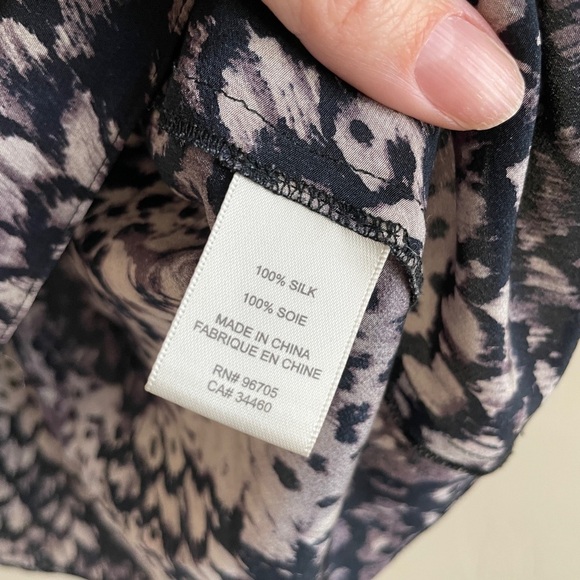 100% SILK
100% SOIE
MADE IN CHINA
FABRIQUE EN CHINE
RN# 96705
CA# 34460